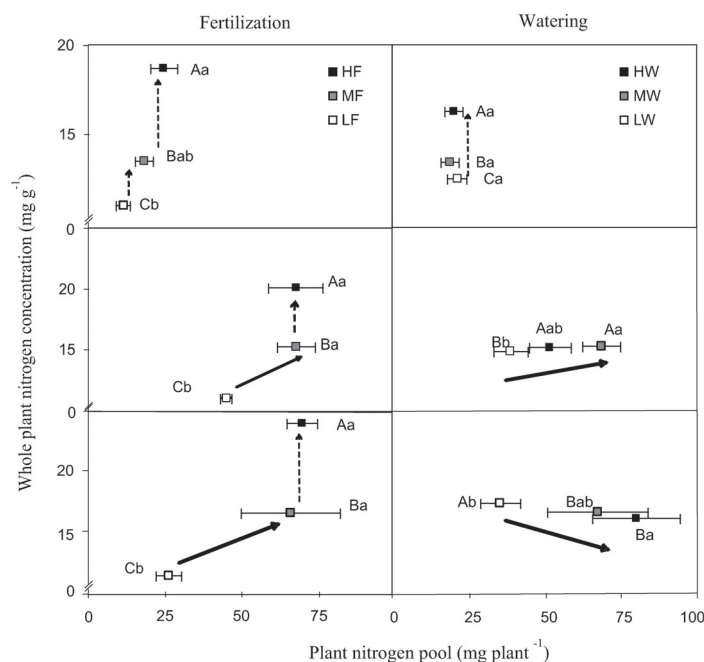 Fertilization
Watering
Whole plant nitrogen concentration (mg g-1)
20
15
0
20
15
0
20
15
0
Aa
Bab
Cb
HF
MF
LF
Aa
Ba
Ca
HW
MW
LW
Aa
Ba
Cb
Bb
Aab
Aa
Aa
Ba
Cb
Ab
Bab
Ba
0
25
50
75
0
25
50
75
100
Plant nitrogen pool (mg plant -1)